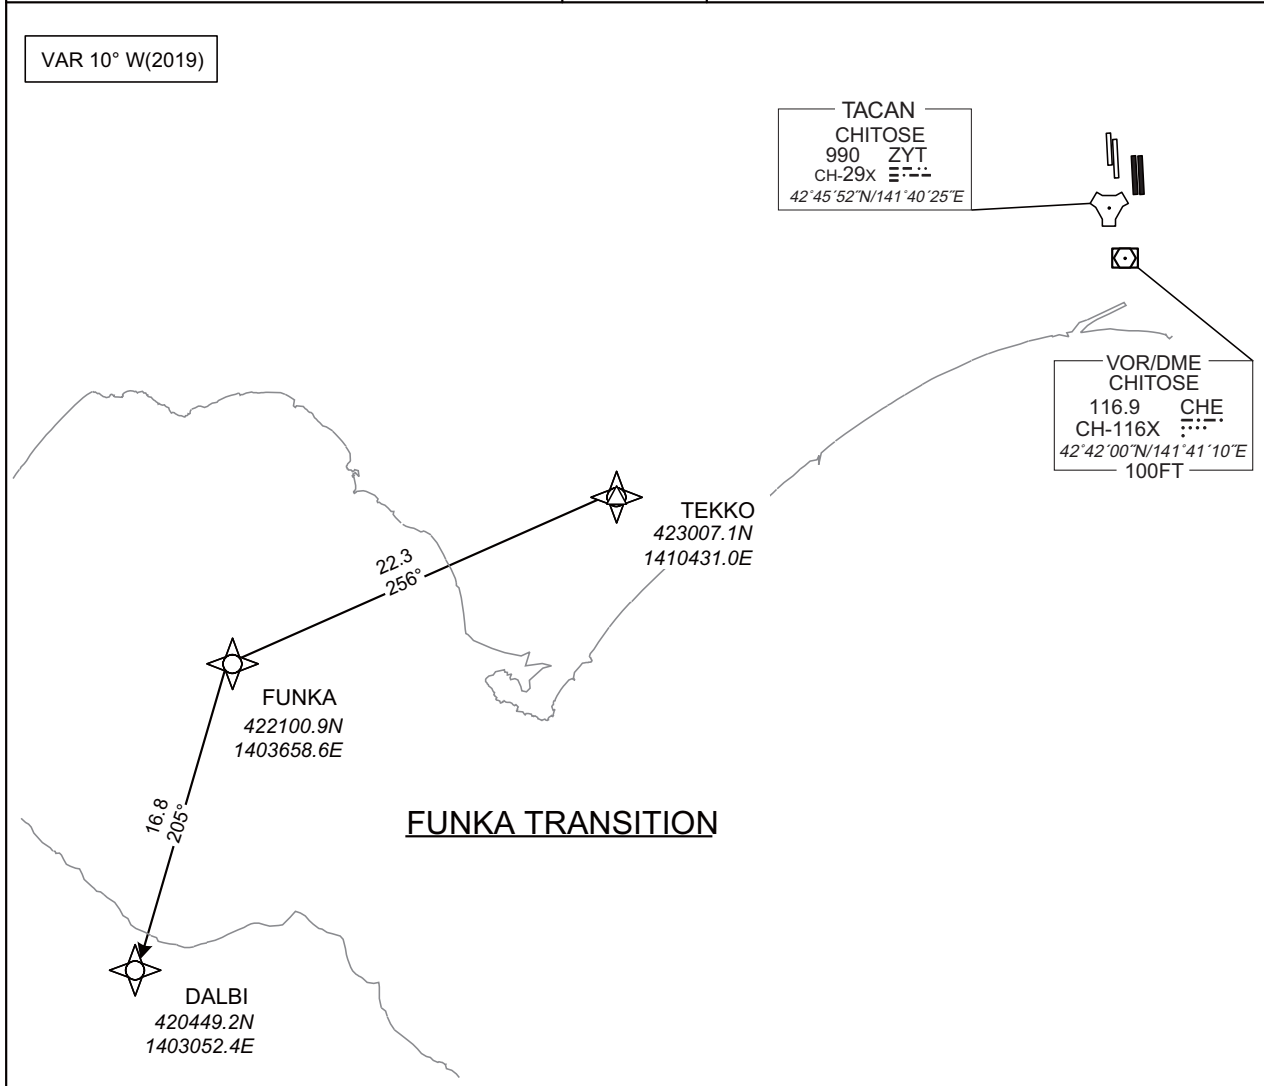 VAR 10° W(2019)
TACAN
CHITOSE
990 ZYT
CH-29X
42°45´52˝N/141°40´25˝E
VOR/DME
CHITOSE
116.9 CHE
CH-116X
42°42´00˝N/141°41´10˝E
100FT
TEKKO
423007.1N
1410431.0E
22.3
256°
FUNKA
422100.9N
1403658.6E
16.8
205°
FUNKA TRANSITION
DALBI
420449.2N
1403052.4E